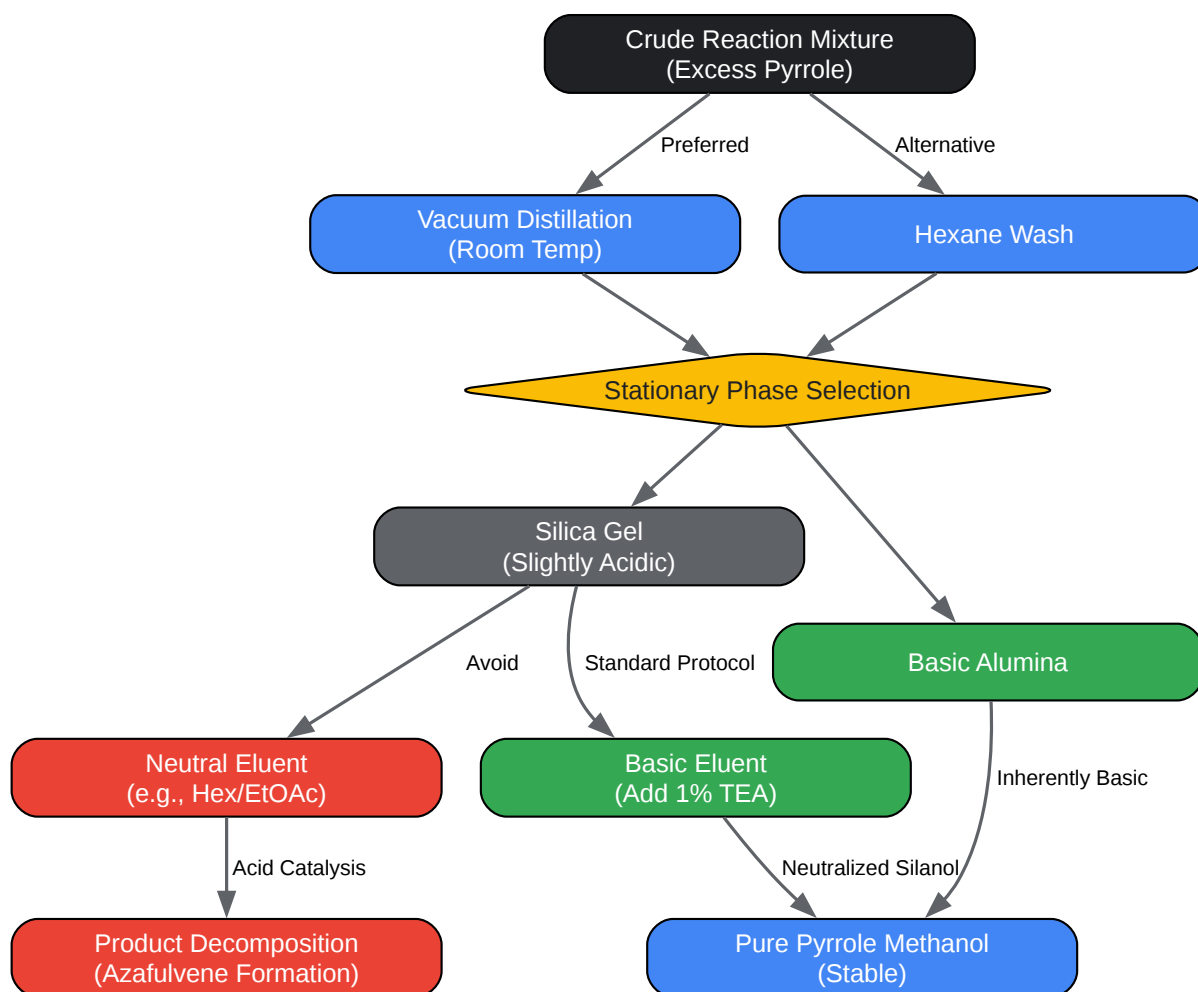 Crude Reaction Mixture
(Excess Pyrrole)
Preferred
Alternative
Vacuum Distillation
(Room Temp)
Hexane Wash
Stationary Phase Selection
Silica Gel
(Slightly Acidic)
Avoid
Standard Protocol
Basic Alumina
Neutral Eluent
(e.g., Hex/EtOAc)
Basic Eluent
(Add 1% TEA)
Inherently Basic
Acid Catalysis
Neutralized Silanol
Product Decomposition
(Azafulvene Formation)
Pure Pyrrole Methanol
(Stable)